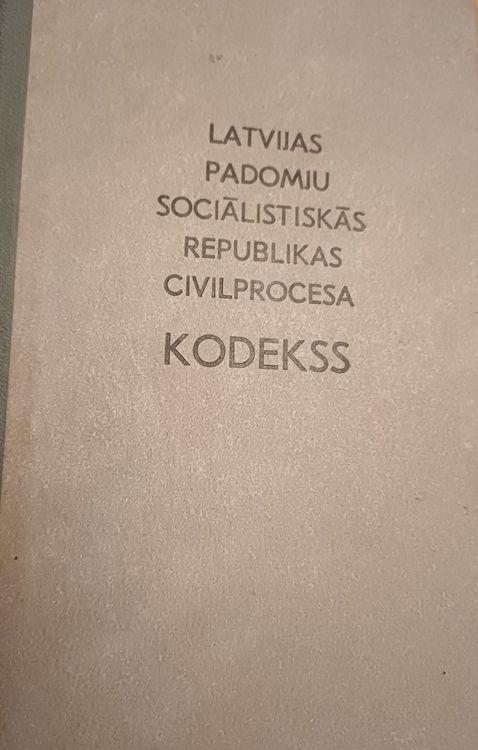 LATVIJAS
PADOMJU
SOCIĀLISTISKĀS
REPUBLIKAS
CIVILPROCESA
KODEKSS